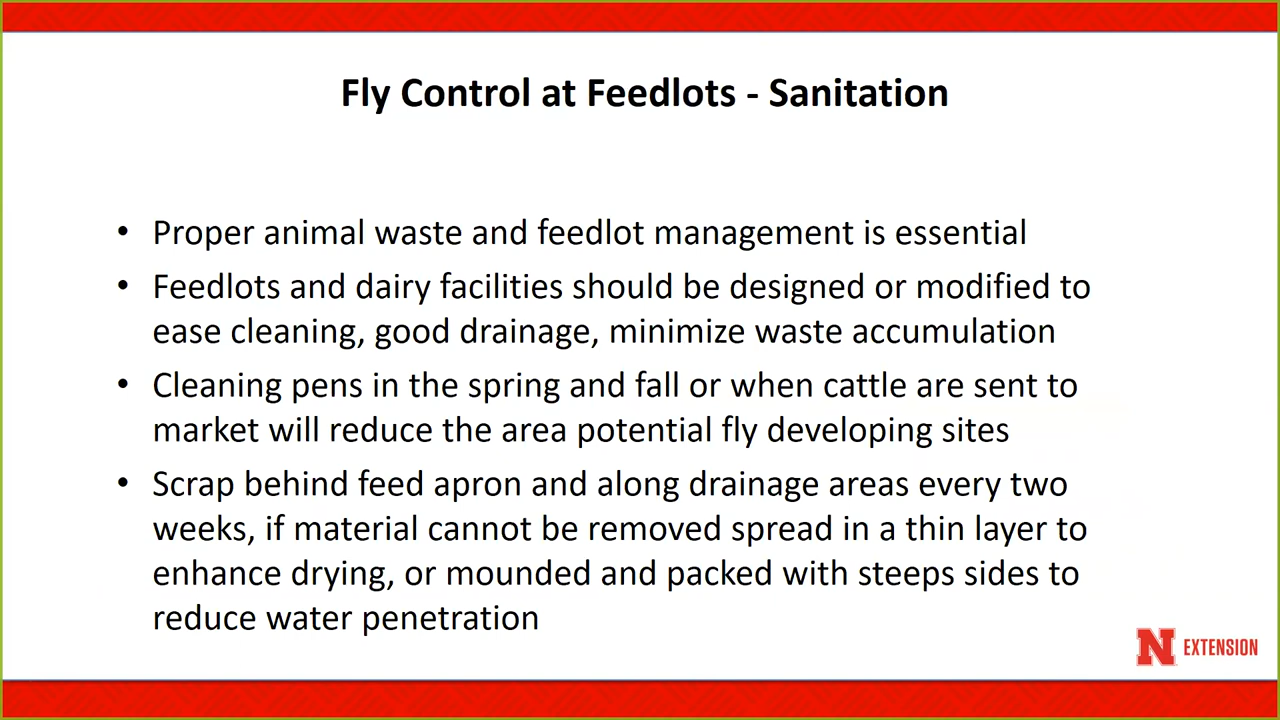 Fly Control at Feedlots - Sanitation
• Proper animal waste and feedlot management is essential
• Feedlots and dairy facilities should be designed or modified to
ease cleaning, good drainage, minimize waste accumulation
• Cleaning pens in the spring and fall or when cattle are sent to
market will reduce the area potential fly developing sites
• Scrap behind feed apron and along drainage areas every two
weeks, if material cannot be removed spread in a thin layer to
enhance drying, or mounded and packed with steeps sides to
reduce water penetration
N EXTENSION